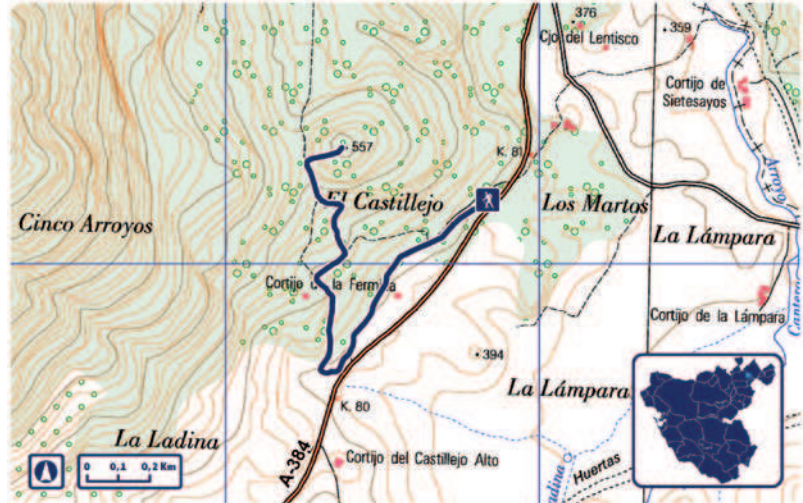 376
359
Cjo del Lentisco
Cortijo de
Sietesayos
557
K. 81
Arroyo
El Castillejo
Los Martos
Cinco Arroyos
La Lámpara
Cortijo de la Fermina
Cortijo de la Lámpara
Cantera
394
La Lámpara
K. 80
La Ladina
A-384
Cortijo del Castillejo Alto
Huertas
0 0,1 0,2 Km